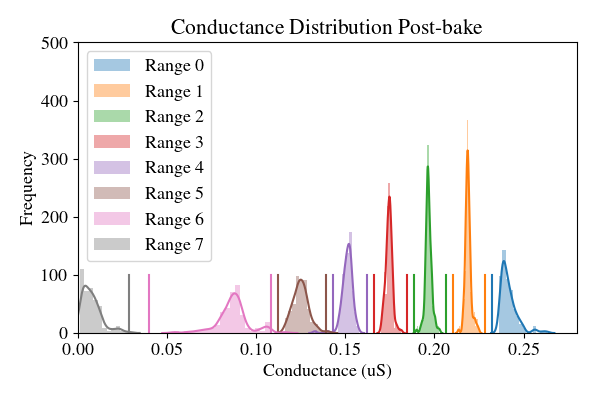 Conductance Distribution Post-bake
500
400
300
200
100
0
Frequency
Range 0
Range 1
Range 2
Range 3
Range 4
Range 5
Range 6
Range 7
0.00 0.05 0.10 0.15 0.20 0.25
Conductance (uS)